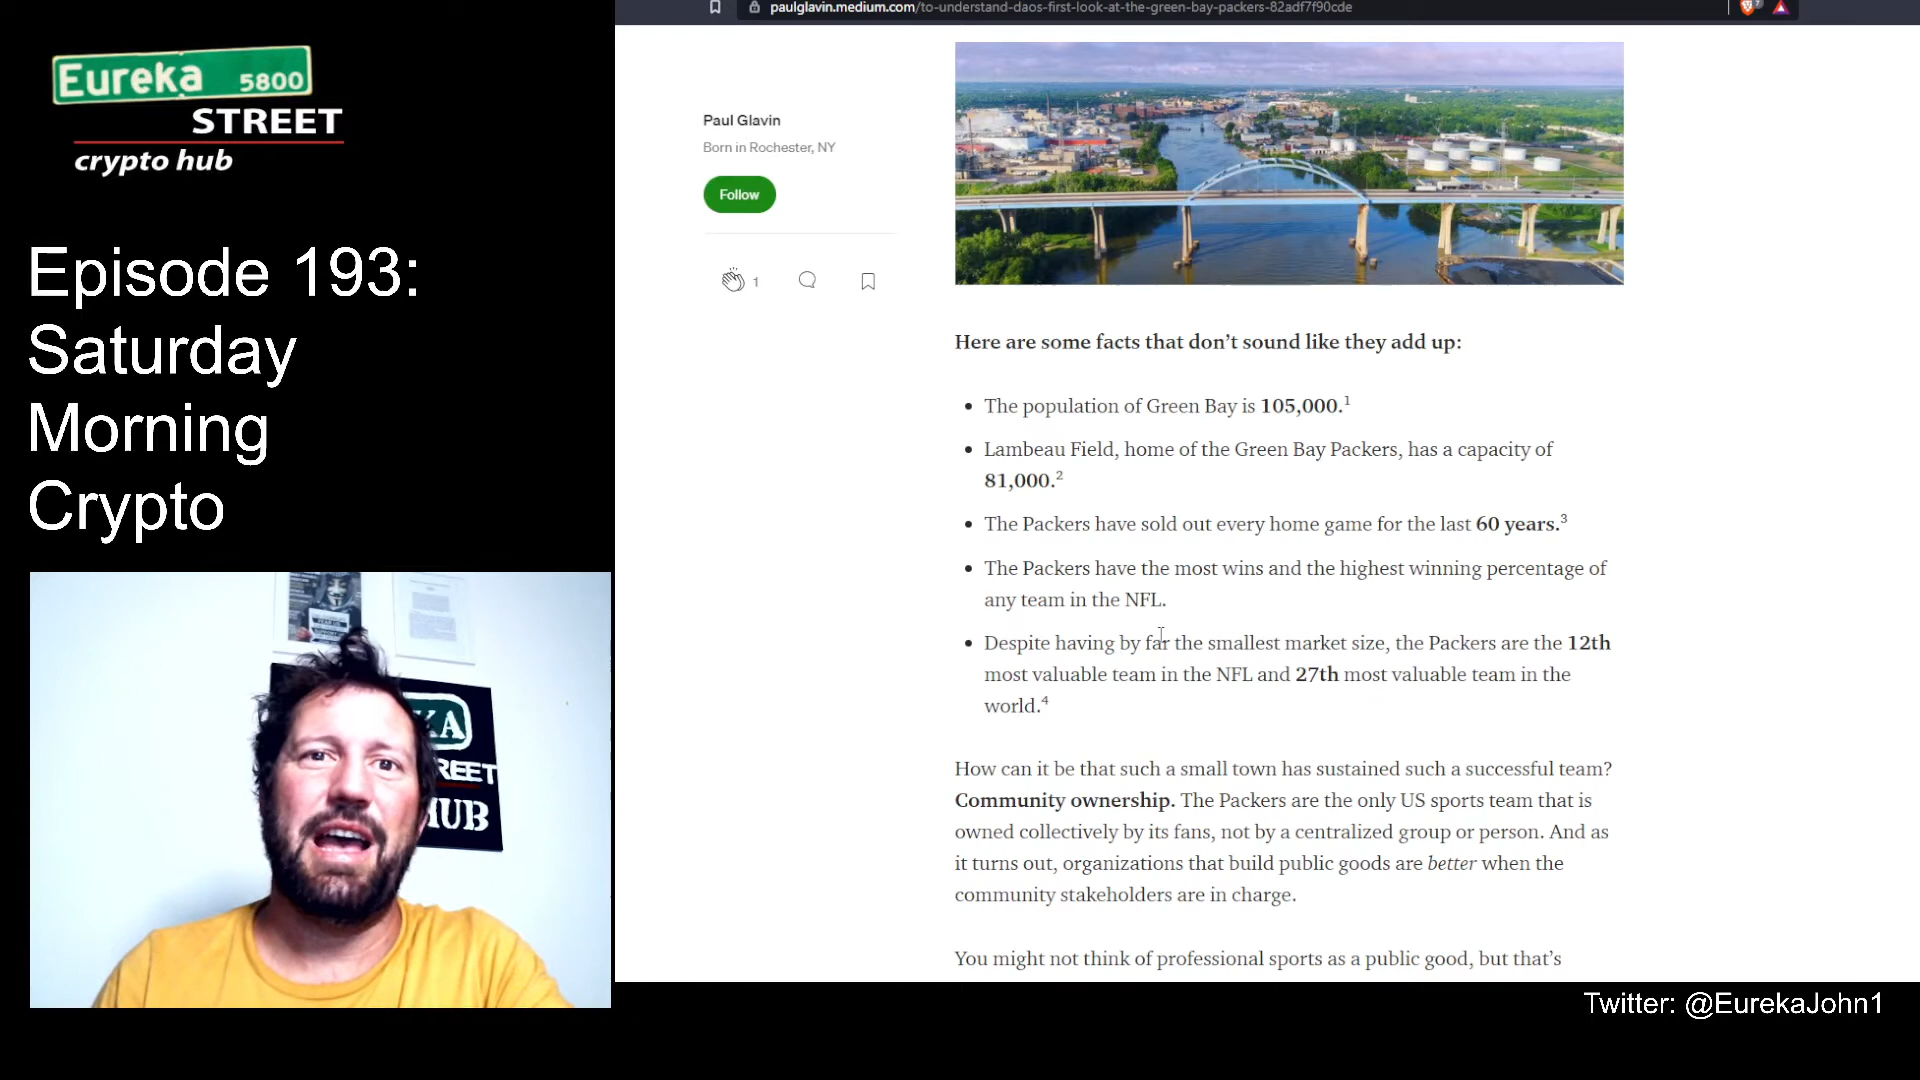 Eureka 5800
STREET
crypto hub
Episode 193:
Saturday
Morning
Crypto
KA
REET
HUB
paulglavin.medium.com/to-understand-daos-first-look-at-the-green-bay-packers-82adf7f90cde
Paul Glavin
Born in Rochester, NY
Follow
1
Here are some facts that don’t sound like they add up:
• The population of Green Bay is 105,000.1
• Lambeau Field, home of the Green Bay Packers, has a capacity of
81,000.2
• The Packers have sold out every home game for the last 60 years.3
• The Packers have the most wins and the highest winning percentage of
any team in the NFL.
• Despite having by far the smallest market size, the Packers are the 12th
most valuable team in the NFL and 27th most valuable team in the
world.4
How can it be that such a small town has sustained such a successful team?
Community ownership. The Packers are the only US sports team that is
owned collectively by its fans, not by a centralized group or person. And as
it turns out, organizations that build public goods are better when the
community stakeholders are in charge.
You might not think of professional sports as a public good, but that’s
Twitter: @EurekaJohn1